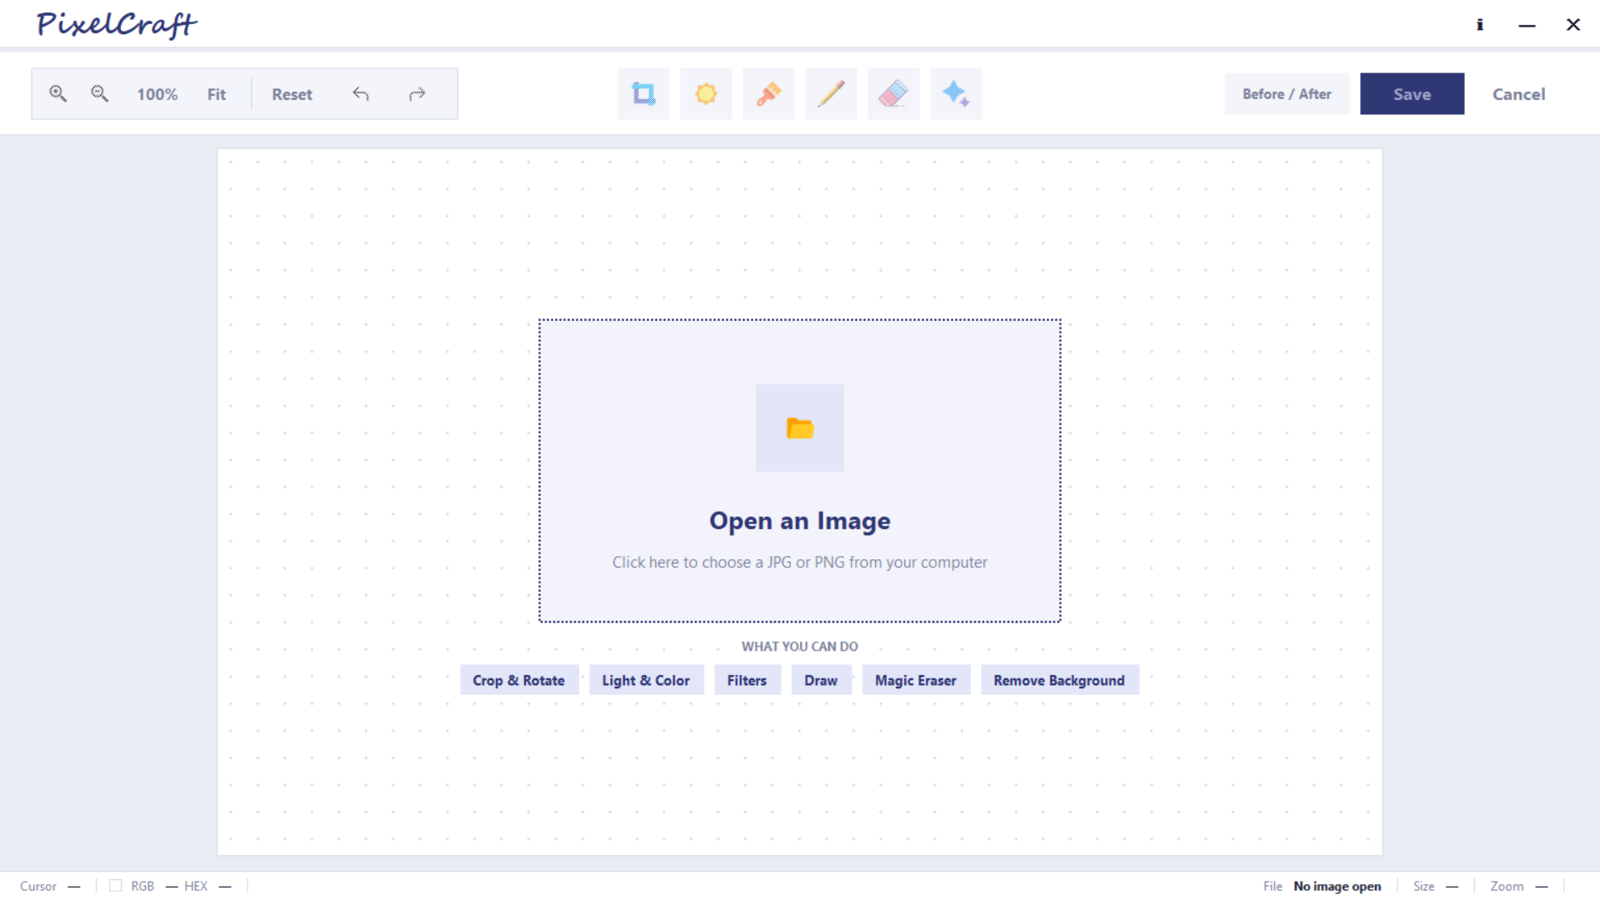 PixelCraft
100% Fit Reset
Before / After Save Cancel
Open an Image
Click here to choose a JPG or PNG from your computer
WHAT YOU CAN DO
Crop & Rotate Light & Color Filters Draw Magic Eraser Remove Background
Cursor — RGB — HEX — File No image open Size — Zoom —